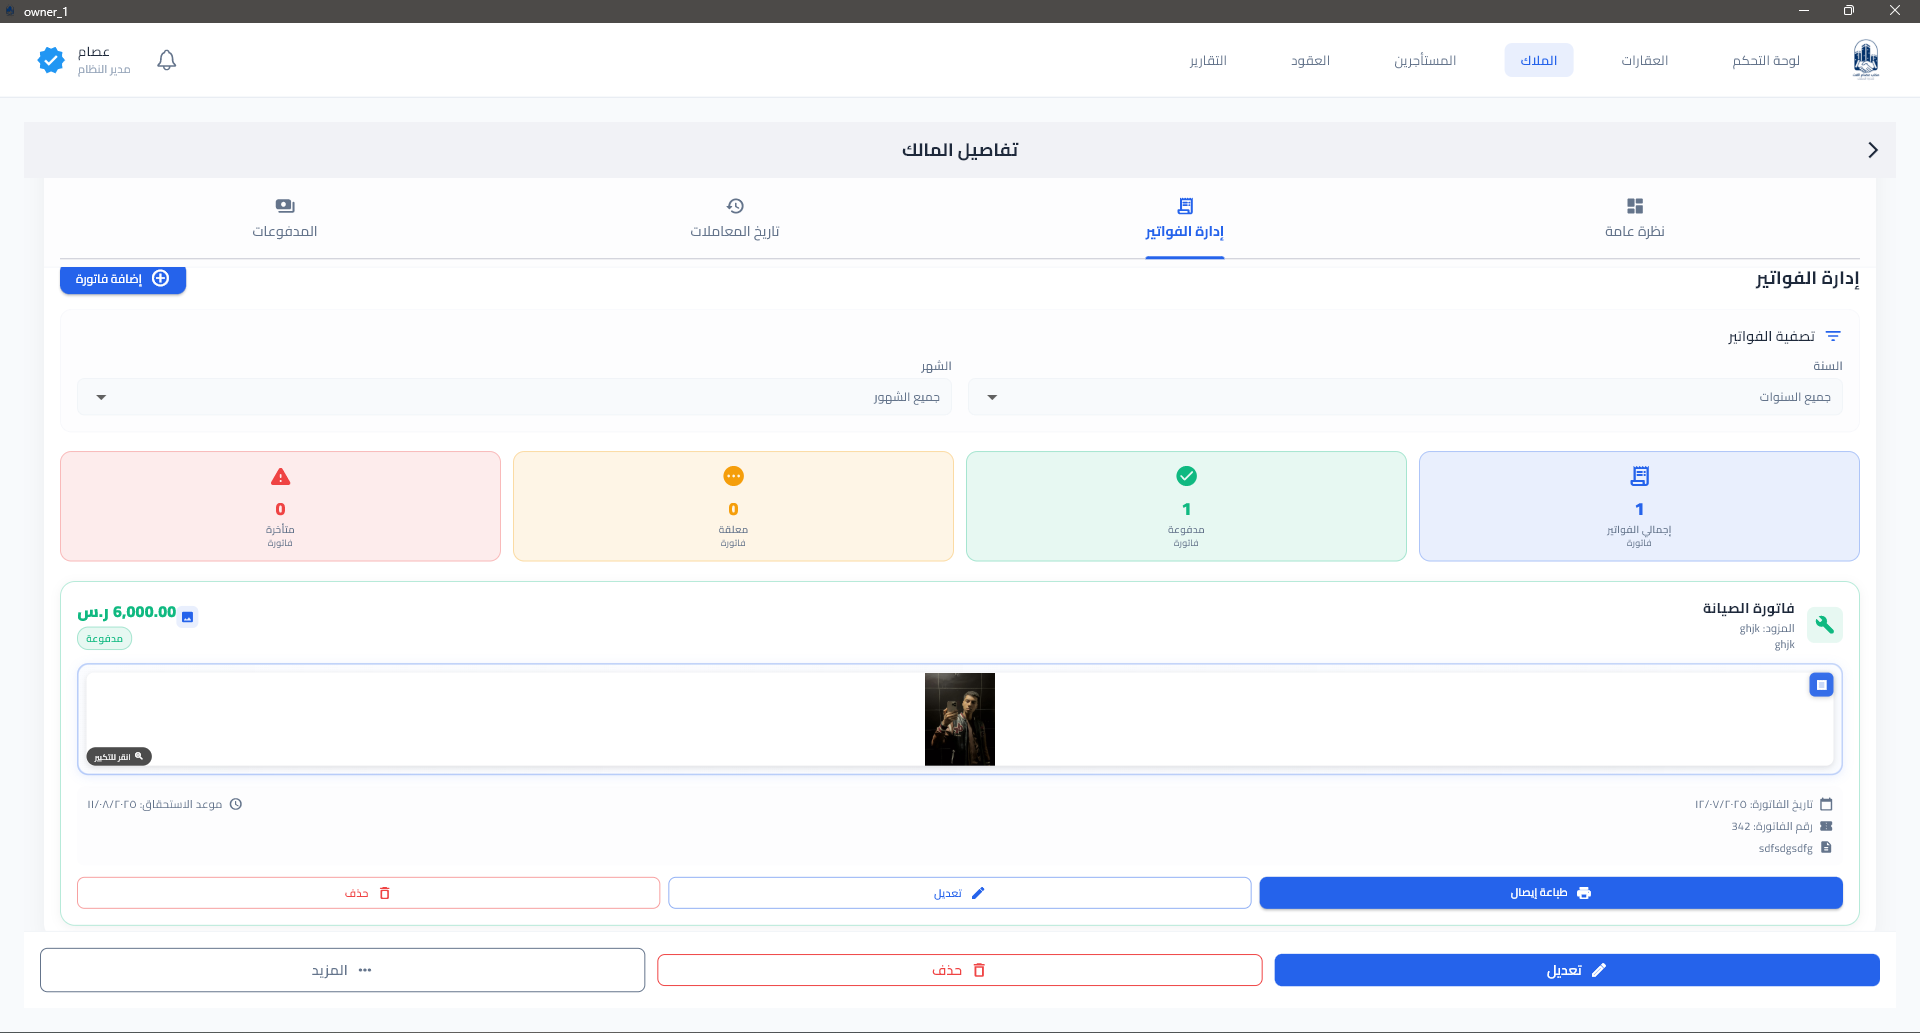 owner_1
لوحة التحكم
العقارات
الملاك
المستأجرين
العقود
التقارير
عصام
مدير النظام
تفاصيل المالك
نظرة عامة
إدارة الفواتير
تاريخ المعاملات
المدفوعات
إدارة الفواتير
إضافة فاتورة
تصفية الفواتير
السنة
الشهر
جميع السنوات
جميع الشهور
1
إجمالي الفواتير
فاتورة
1
مدفوعة
فاتورة
0
معلقة
فاتورة
0
متأخرة
فاتورة
فاتورة الصيانة
المزود: ghjk
ghjk
6,000.00 ر.س
مدفوعة
انقر للتكبير
تاريخ الفاتورة: ١٢/٠٧/٢٠٢٥
موعد الاستحقاق: ١١/٠٨/٢٠٢٥
رقم الفاتورة: 342
sdfsdgsdfg
طباعة إيصال
تعديل
حذف
تعديل
حذف
المزيد